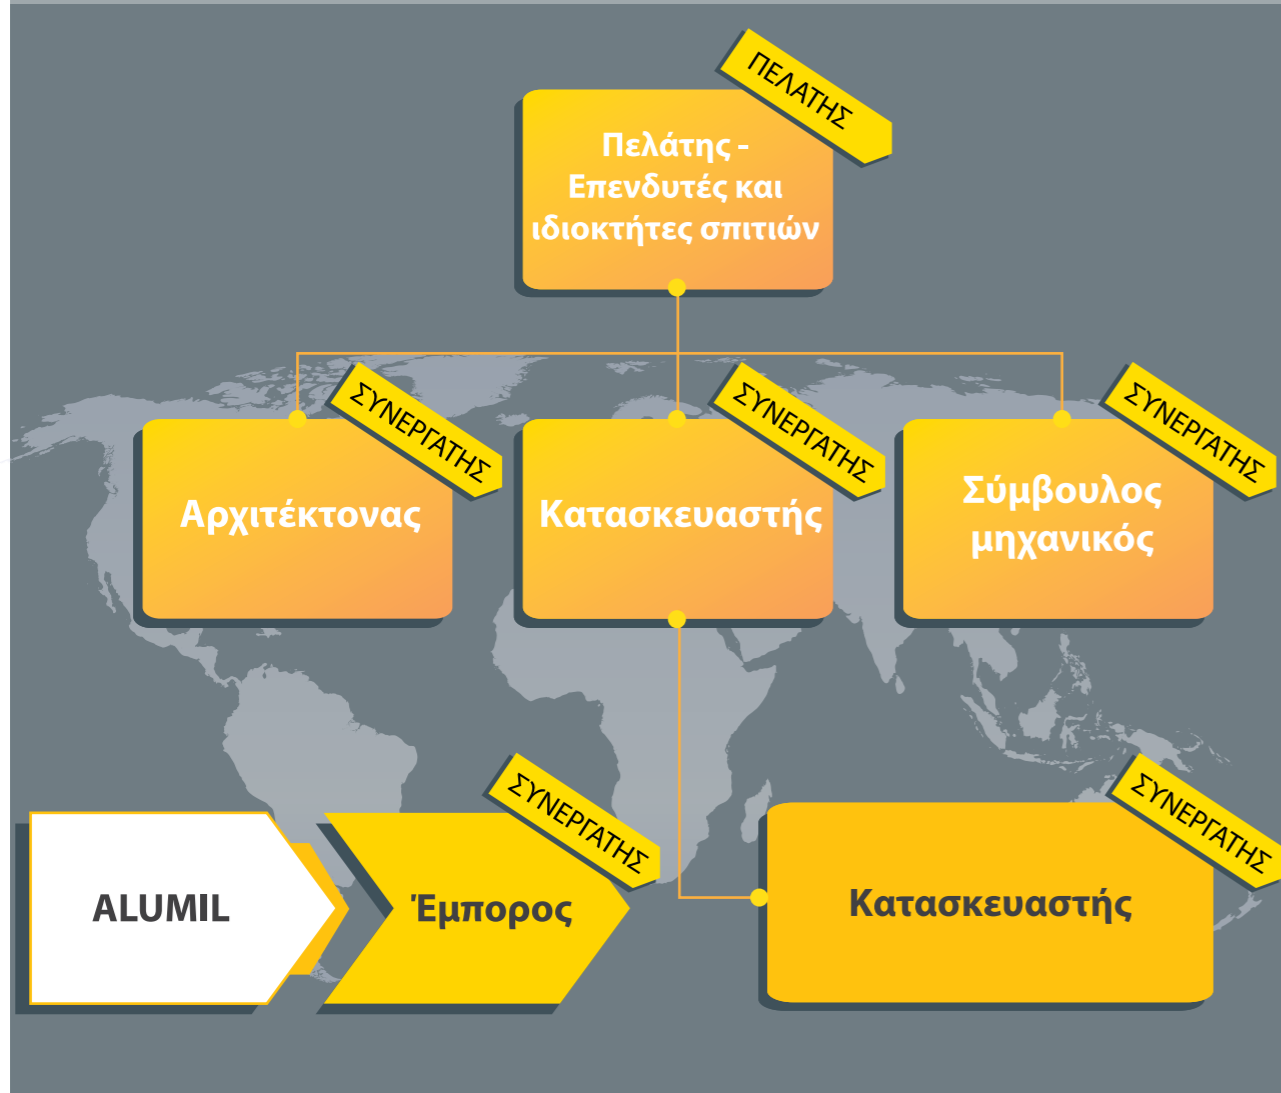 ΠΕΛΑΤΗΣ
Πελάτης -
Επενδυτές και
ιδιοκτήτες σπιτιών
ΣΥΝΕΡΓΑΤΗΣ
ΣΥΝΕΡΓΑΤΗΣ
ΣΥΝΕΡΓΑΤΗΣ
Αρχιτέκτονας
Κατασκευαστής
Σύμβουλος
μηχανικός
ΣΥΝΕΡΓΑΤΗΣ
ΣΥΝΕΡΓΑΤΗΣ
ALUMIL
Έμπορος
Κατασκευαστής